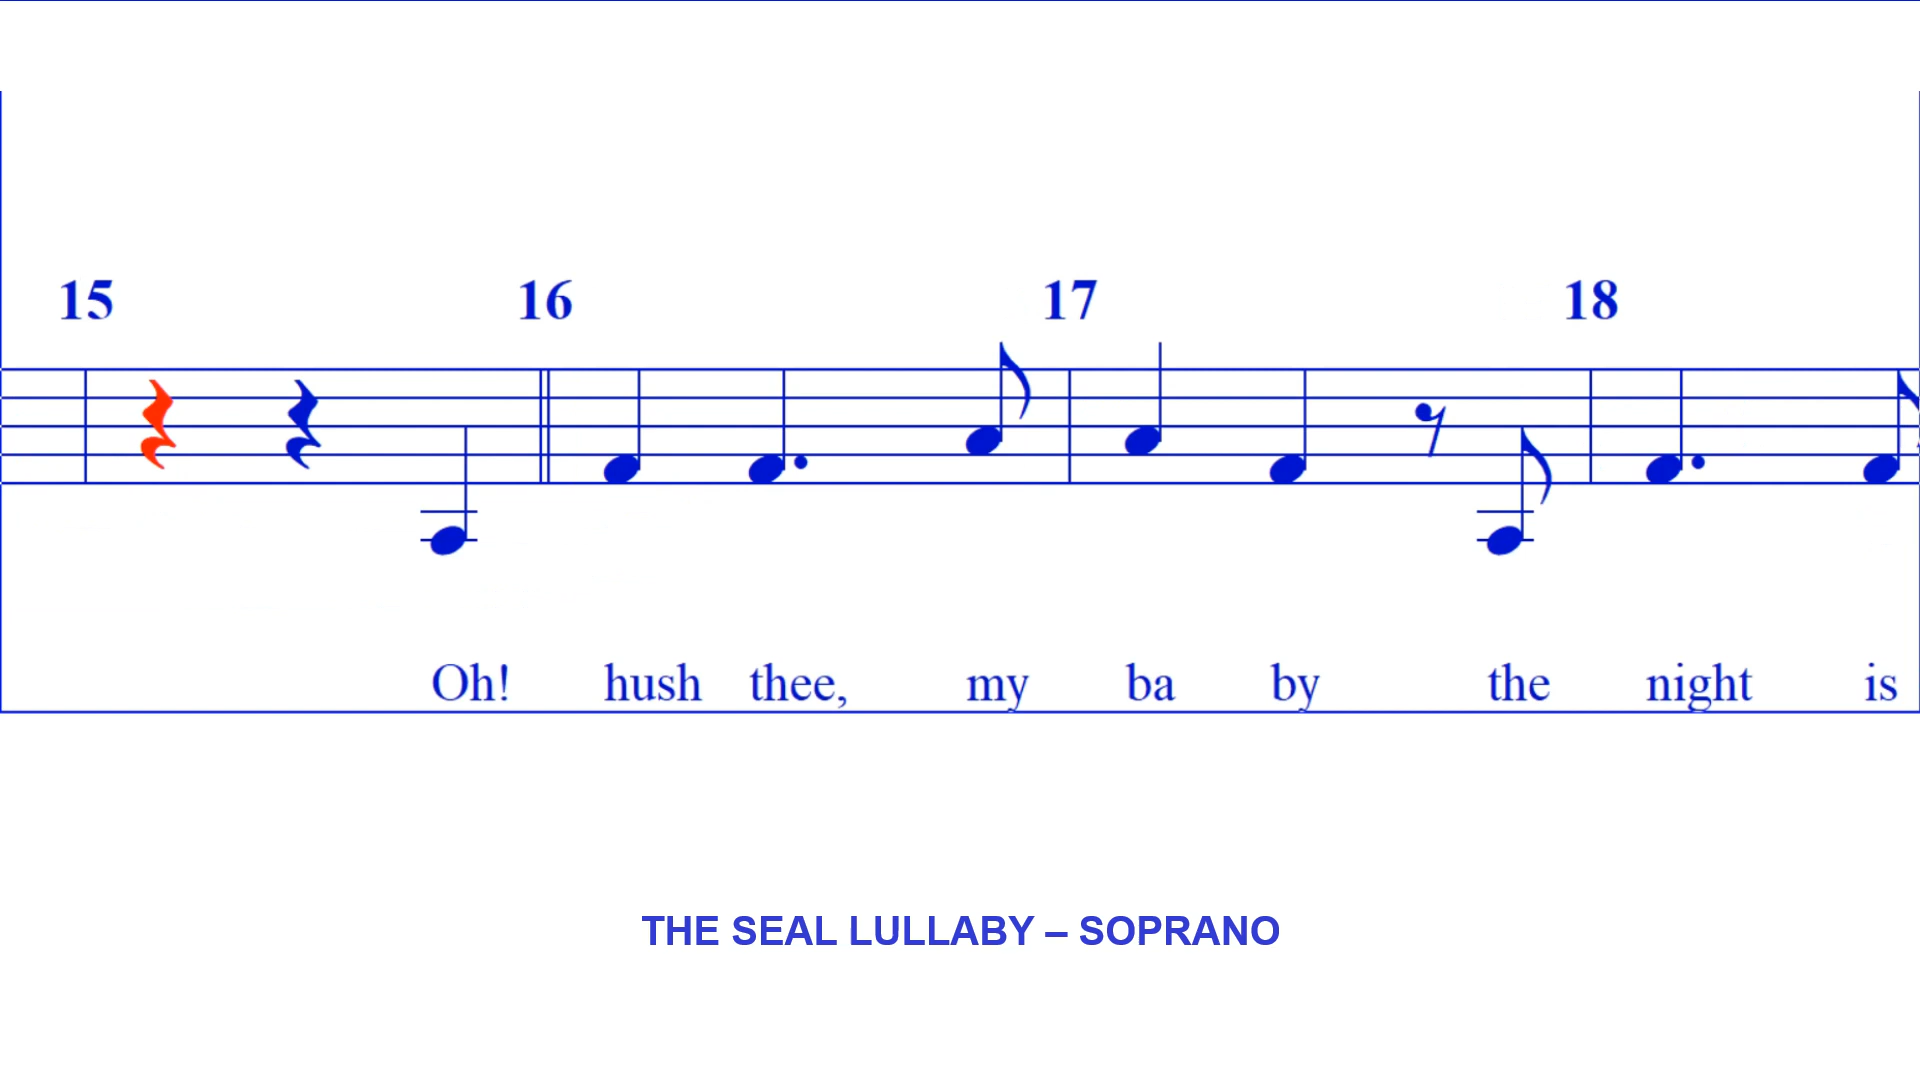 15 16 17 18
Oh! hush thee, my ba by the night is
THE SEAL LULLABY – SOPRANO